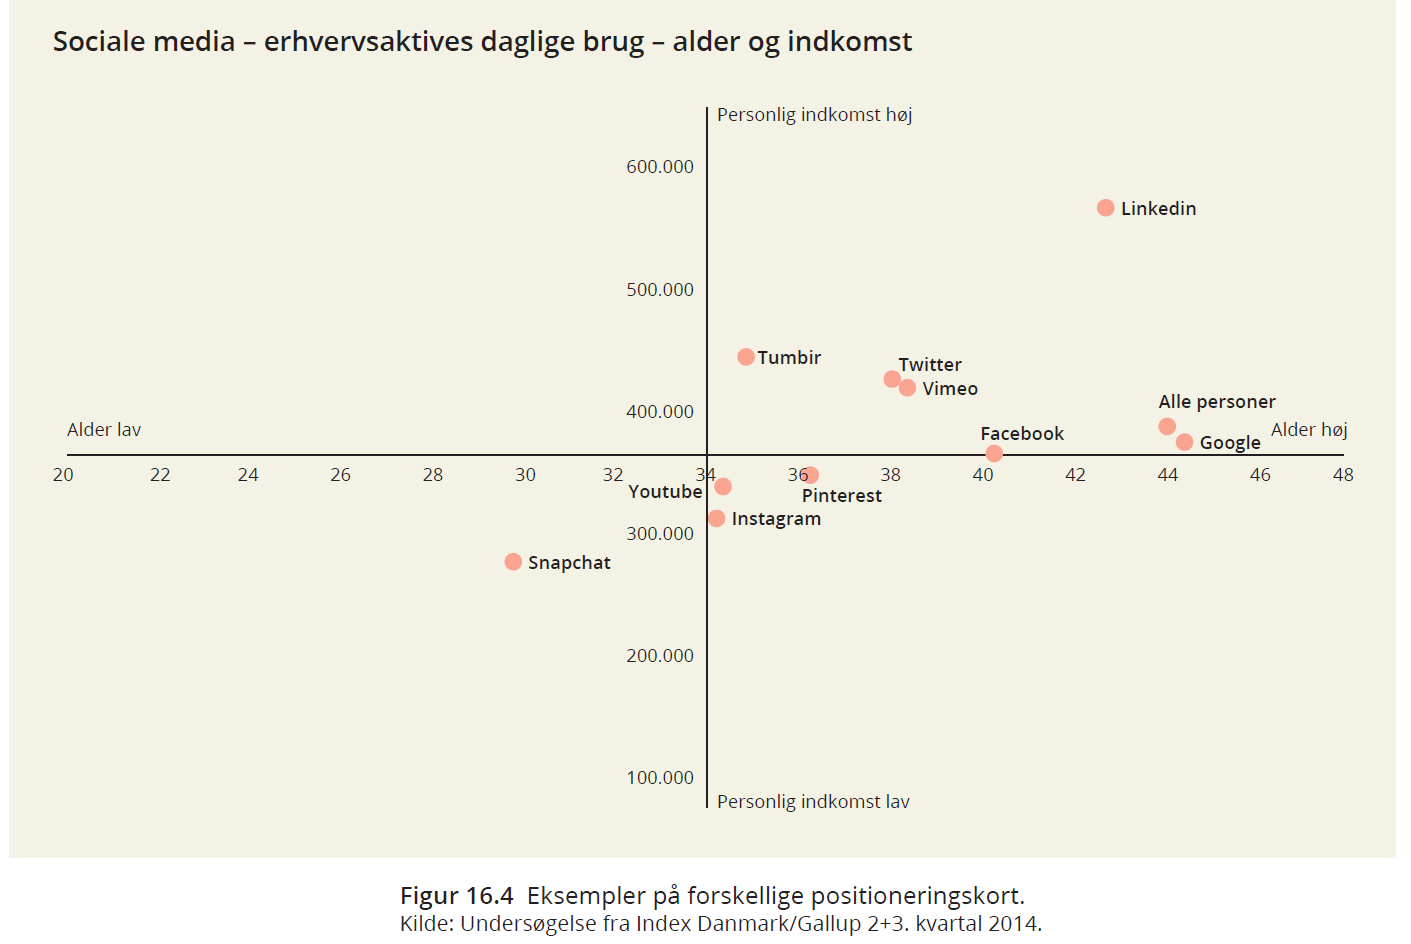 Sociale media – erhvervsaktives daglige brug – alder og indkomst
Personlig indkomst høj
600.000
Linkedin
500.000
Tumbir
Twitter
Vimeo
Alle personer
400.000
Alder lav
Facebook
Google
Alder høj
20 22 24 26 28 30 32 34 36 38 40 42 44 46 48
Youtube
Pinterest
Instagram
300.000
Snapchat
200.000
100.000
Personlig indkomst lav
Figur 16.4 Eksempler på forskellige positioneringskort.
Kilde: Undersøgelse fra Index Danmark/Gallup 2+3. kvartal 2014.